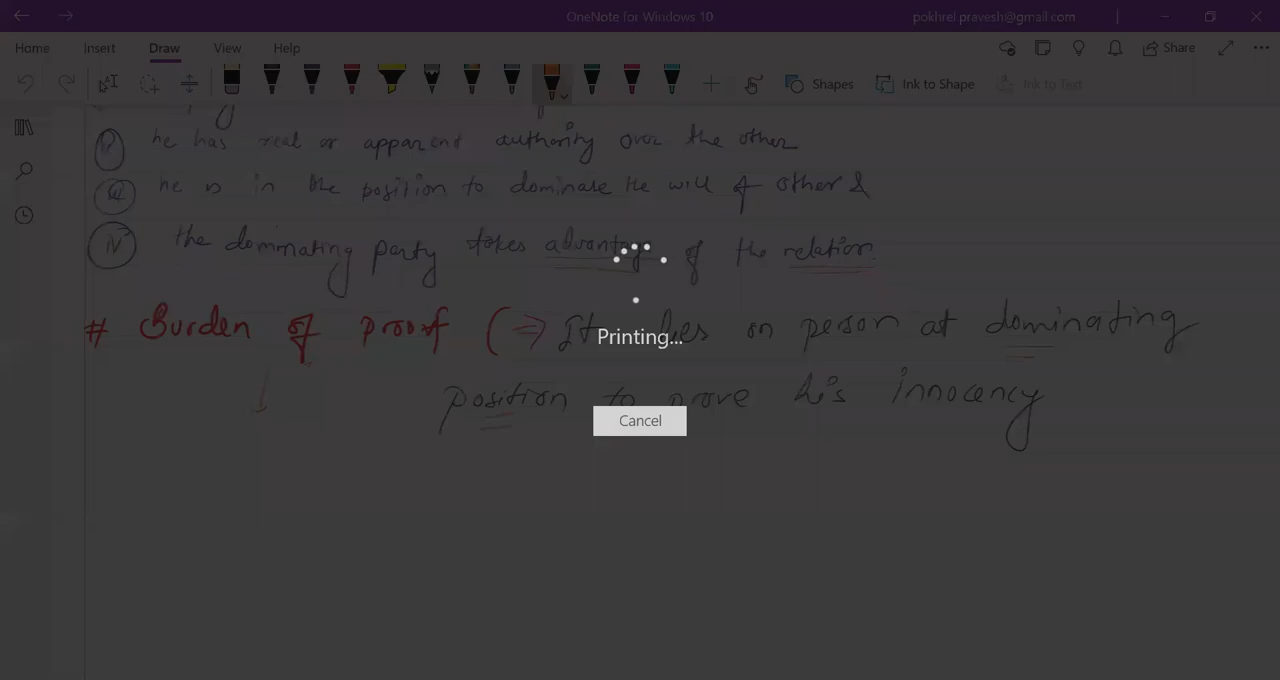 OneNote for Windows 10
pokhrel.pravesh@gmail.com
Home Insert Draw View Help
Share
Shapes Ink to Shape Ink to Text
he has real or apparent authority over the other
he is in the position to dominate the will of other &
iv the dominating party takes advantage of the relation.
# Burden of proof (⇒ It lies on person at dominating
Printing...
position to prove his innocency
Cancel